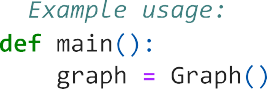 Example usage:
def main():
graph = Graph()